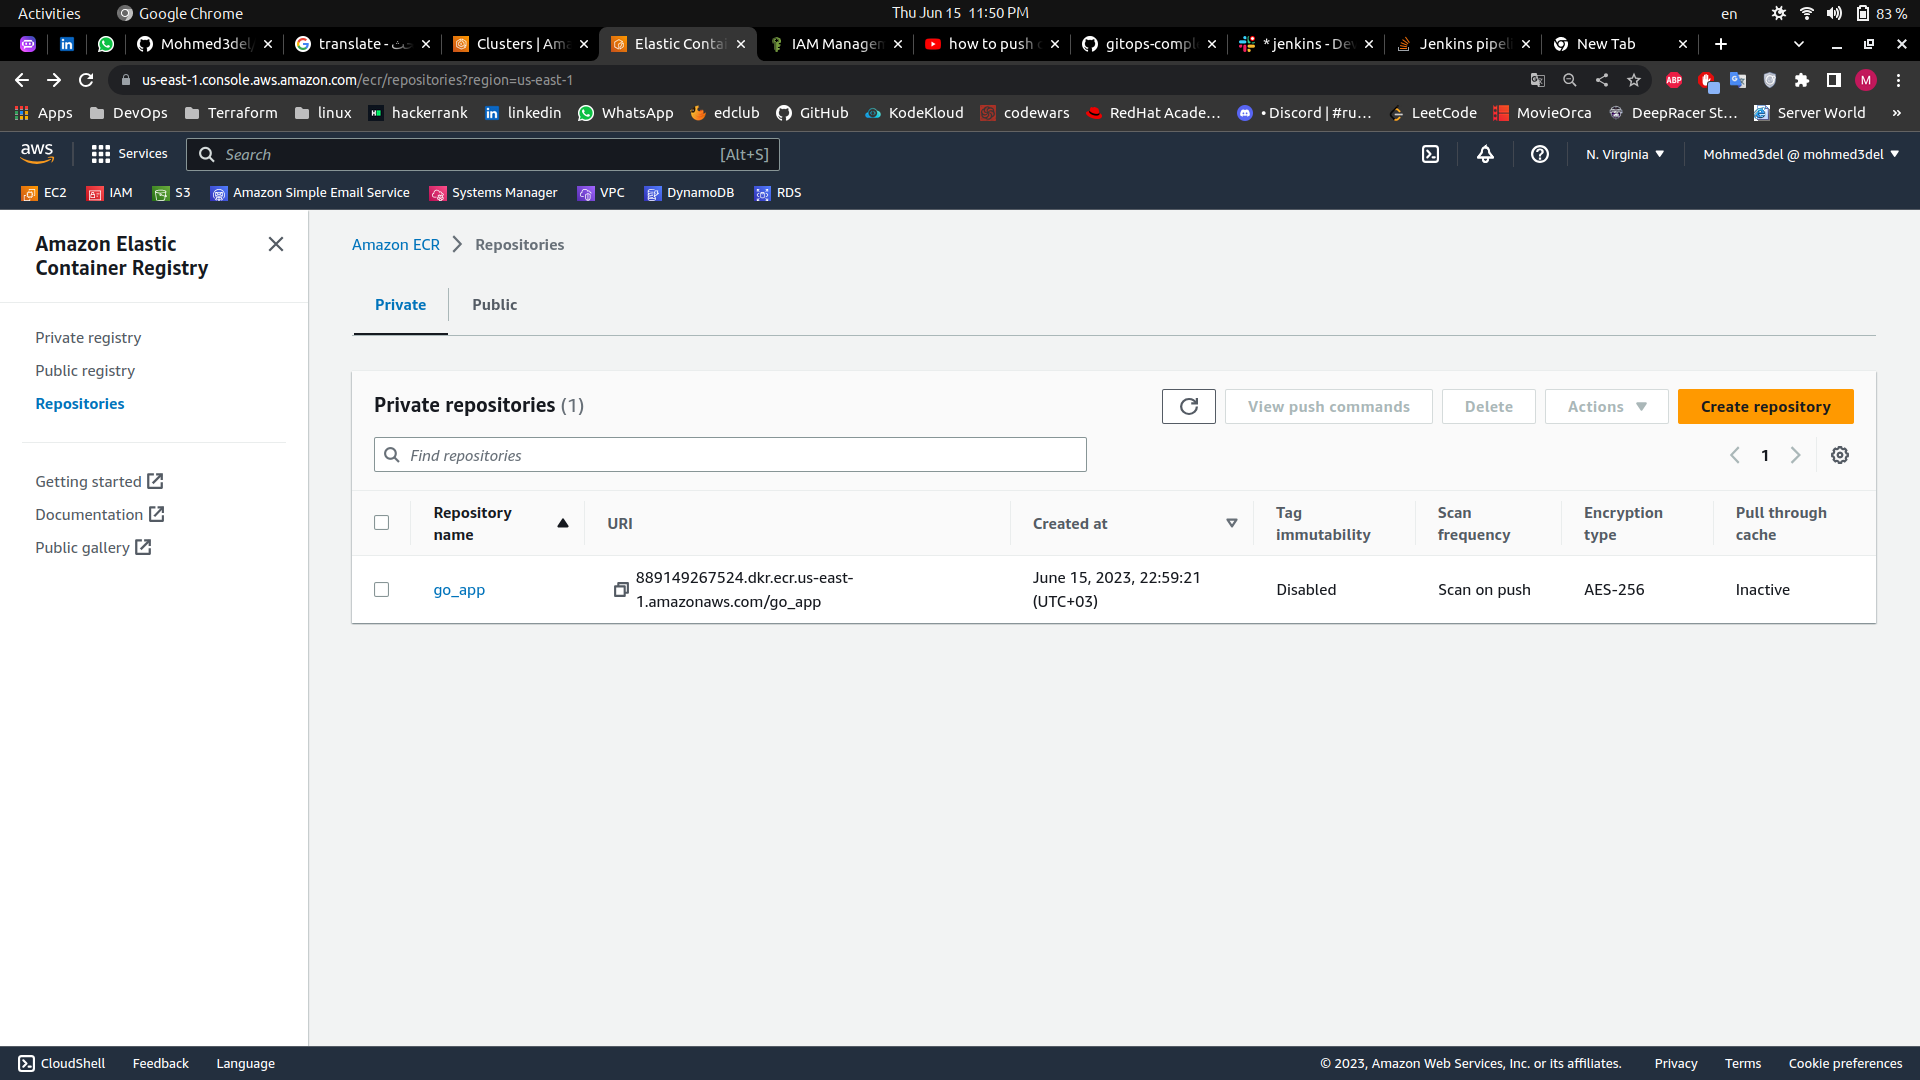 Activities
Google Chrome
Thu Jun 15 11:50 PM
en
83 %
Mohmed3del
translate - بحث
Clusters | Ama
Elastic Contai
IAM Managem
how to push
gitops-compl
* jenkins - Dev
Jenkins pipel
New Tab
us-east-1.console.aws.amazon.com/ecr/repositories?region=us-east-1
ABP
M
Apps
DevOps
Terraform
linux
hackerrank
linkedin
WhatsApp
edclub
GitHub
KodeKloud
codewars
RedHat Acade...
• Discord | #ru...
LeetCode
MovieOrca
DeepRacer St...
Server World
»
aws
Services
Search
[Alt+S]
N. Virginia
Mohmed3del @ mohmed3del
EC2
IAM
S3
Amazon Simple Email Service
Systems Manager
VPC
DynamoDB
RDS
Amazon Elastic
Container Registry
Private registry
Public registry
Repositories
Getting started
Documentation
Public gallery
Amazon ECR
Repositories
Private
Public
Private repositories (1)
View push commands
Delete
Actions
Create repository
Find repositories
1
Repository
name
URI
Created at
Tag
immutability
Scan
frequency
Encryption
type
Pull through
cache
go_app
889149267524.dkr.ecr.us-east-
1.amazonaws.com/go_app
June 15, 2023, 22:59:21
(UTC+03)
Disabled
Scan on push
AES-256
Inactive
CloudShell
Feedback
Language
© 2023, Amazon Web Services, Inc. or its affiliates.
Privacy
Terms
Cookie preferences